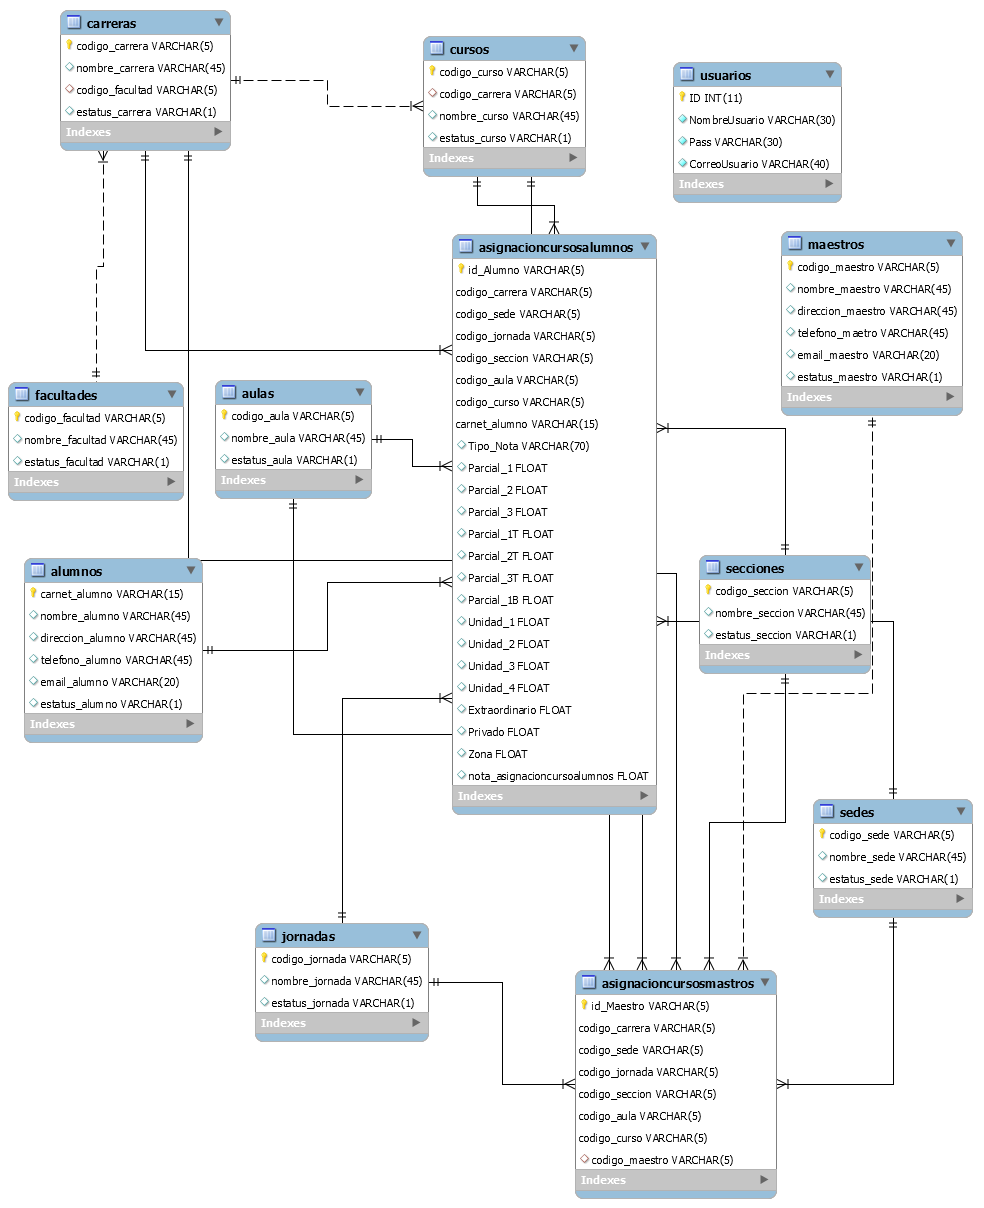 carreras
codigo_carrera VARCHAR(5)
nombre_carrera VARCHAR(45)
codigo_facultad VARCHAR(5)
estatus_carrera VARCHAR(1)
Indexes
cursos
codigo_curso VARCHAR(5)
codigo_carrera VARCHAR(5)
nombre_curso VARCHAR(45)
estatus_curso VARCHAR(1)
Indexes
usuarios
ID INT(11)
NombreUsuario VARCHAR(30)
Pass VARCHAR(30)
CorreoUsuario VARCHAR(40)
Indexes
asignacioncursosalumnos
id_Alumno VARCHAR(5)
codigo_carrera VARCHAR(5)
codigo_sede VARCHAR(5)
codigo_jornada VARCHAR(5)
codigo_seccion VARCHAR(5)
codigo_aula VARCHAR(5)
codigo_curso VARCHAR(5)
carnet_alumno VARCHAR(15)
Tipo_Nota VARCHAR(70)
Parcial_1 FLOAT
Parcial_2 FLOAT
Parcial_3 FLOAT
Parcial_1T FLOAT
Parcial_2T FLOAT
Parcial_3T FLOAT
Parcial_1B FLOAT
Unidad_1 FLOAT
Unidad_2 FLOAT
Unidad_3 FLOAT
Unidad_4 FLOAT
Extraordinario FLOAT
Privado FLOAT
Zona FLOAT
nota_asignacioncursoalumnos FLOAT
Indexes
maestros
codigo_maestro VARCHAR(5)
nombre_maestro VARCHAR(45)
direccion_maestro VARCHAR(45)
telefono_maetro VARCHAR(45)
email_maestro VARCHAR(20)
estatus_maestro VARCHAR(1)
Indexes
facultades
codigo_facultad VARCHAR(5)
nombre_facultad VARCHAR(45)
estatus_facultad VARCHAR(1)
Indexes
aulas
codigo_aula VARCHAR(5)
nombre_aula VARCHAR(45)
estatus_aula VARCHAR(1)
Indexes
alumnos
carnet_alumno VARCHAR(15)
nombre_alumno VARCHAR(45)
direccion_alumno VARCHAR(45)
telefono_alumno VARCHAR(45)
email_alumno VARCHAR(20)
estatus_alumno VARCHAR(1)
Indexes
secciones
codigo_seccion VARCHAR(5)
nombre_seccion VARCHAR(45)
estatus_seccion VARCHAR(1)
Indexes
sedes
codigo_sede VARCHAR(5)
nombre_sede VARCHAR(45)
estatus_sede VARCHAR(1)
Indexes
jornadas
codigo_jornada VARCHAR(5)
nombre_jornada VARCHAR(45)
estatus_jornada VARCHAR(1)
Indexes
asignacioncursosmastros
id_Maestro VARCHAR(5)
codigo_carrera VARCHAR(5)
codigo_sede VARCHAR(5)
codigo_jornada VARCHAR(5)
codigo_seccion VARCHAR(5)
codigo_aula VARCHAR(5)
codigo_curso VARCHAR(5)
codigo_maestro VARCHAR(5)
Indexes